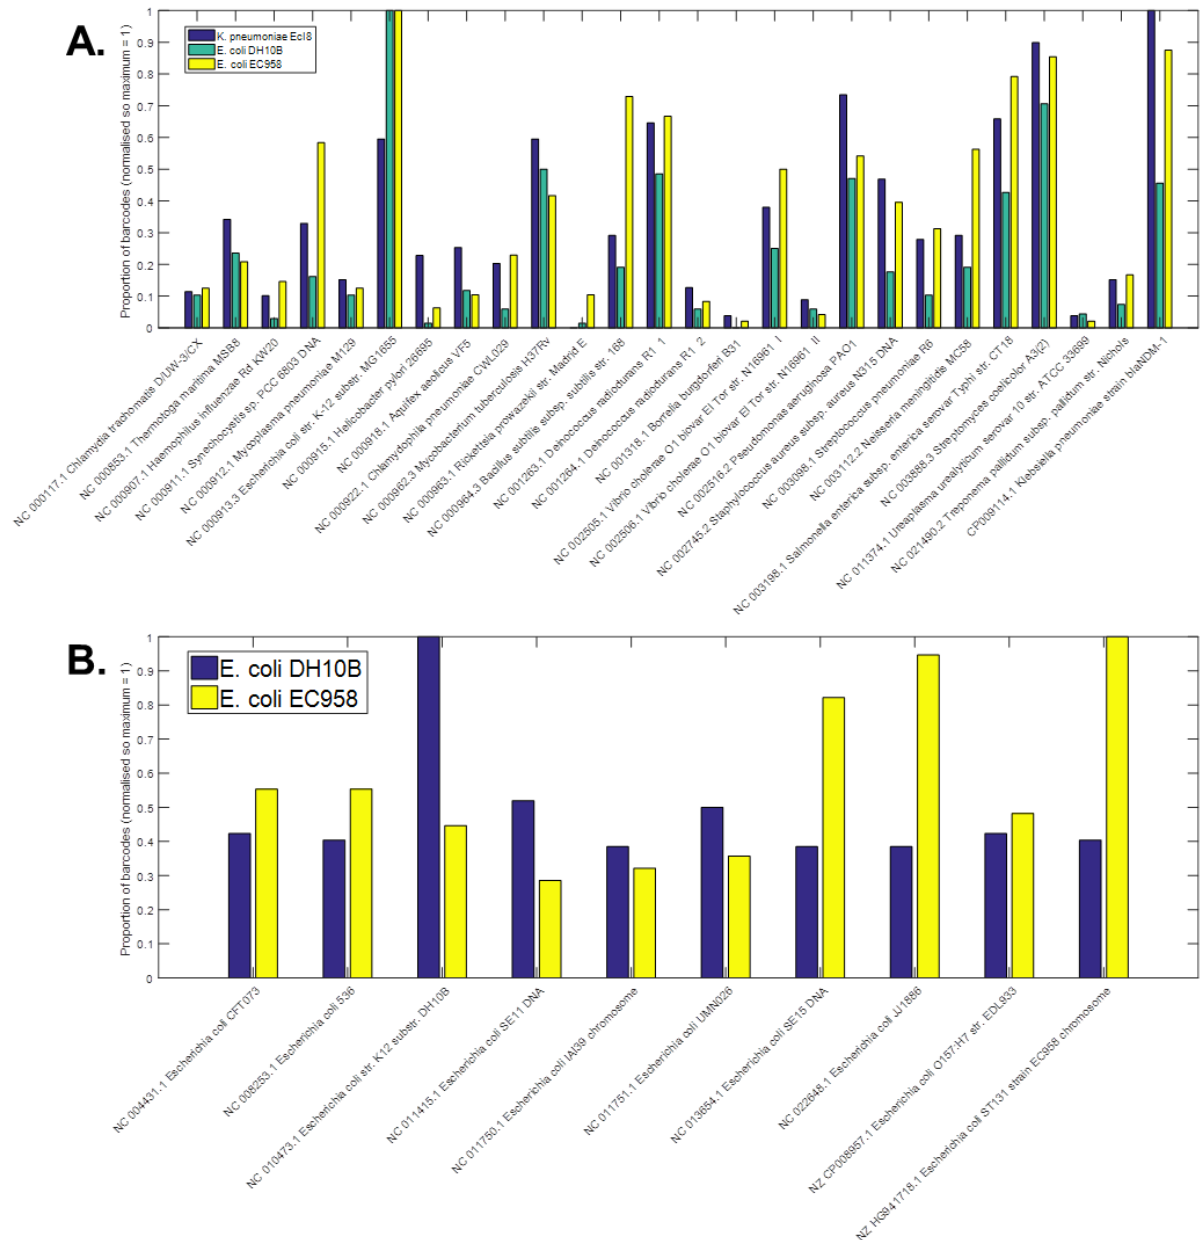 A.
Proportion of barcodes (normalised so maximum = 1)
1
0.9
0.8
0.7
0.6
0.5
0.4
0.3
0.2
0.1
0
K. pneumoniae Ecl8
E. coli DH10B
E. coli EC958
NC 000117.1 Chlamydia trachomatis D/UW-3/CX
NC 000853.1 Thermotoga maritima MSB8
NC 000907.1 Haemophilus influenzae Rd KW20
NC 000911.1 Synechocystis sp. PCC 6803 DNA
NC 000912.1 Mycoplasma pneumoniae M129
NC 000913.3 Escherichia coli str. K-12 substr. MG1655
NC 000915.1 Helicobacter pylori 26695
NC 000918.1 Aquifex aeolicus VF5
NC 000922.1 Chlamydophila pneumoniae CWL029
NC 000962.3 Mycobacterium tuberculosis H37Rv
NC 000963.1 Rickettsia prowazekii str. Madrid E
NC 000964.3 Bacillus subtilis subsp. subtilis str. 168
NC 001263.1 Deinococcus radiodurans R1 1
NC 001264.1 Deinococcus radiodurans R1 2
NC 001318.1 Borrelia burgdorferi B31
NC 002505.1 Vibrio cholerae O1 biovar El Tor str. N16961 I
NC 002506.1 Vibrio cholerae O1 biovar El Tor str. N16961 II
NC 002516.2 Pseudomonas aeruginosa PAO1
NC 002745.2 Staphylococcus aureus subsp. aureus N315 DNA
NC 003098.1 Streptococcus pneumoniae R6
NC 003112.2 Neisseria meningitidis MC58
NC 003198.1 Salmonella enterica subsp. enterica serovar Typhi str. CT18
NC 003888.3 Streptomyces coelicolor A3(2)
NC 011374.1 Ureaplasma urealyticum serovar 10 str. ATCC 33699
NC 021490.2 Treponema pallidum subsp. pallidum str. Nichols
CP009114.1 Klebsiella pneumoniae strain blaNDM-1
B.
Proportion of barcodes (normalised so maximum = 1)
1
0.9
0.8
0.7
0.6
0.5
0.4
0.3
0.2
0.1
0
E. coli DH10B
E. coli EC958
NC 004431.1 Escherichia coli CFT073
NC 008253.1 Escherichia coli 536
NC 010473.1 Escherichia coli str. K12 substr. DH10B
NC 011415.1 Escherichia coli SE11 DNA
NC 011750.1 Escherichia coli IAI39 chromosome
NC 011751.1 Escherichia coli UMN026
NC 013654.1 Escherichia coli SE15 DNA
NC 022648.1 Escherichia coli JJ1886
NZ CP008957.1 Escherichia coli O157:H7 str. EDL933
NZ HG941718.1 Escherichia coli ST131 strain EC958 chromosome